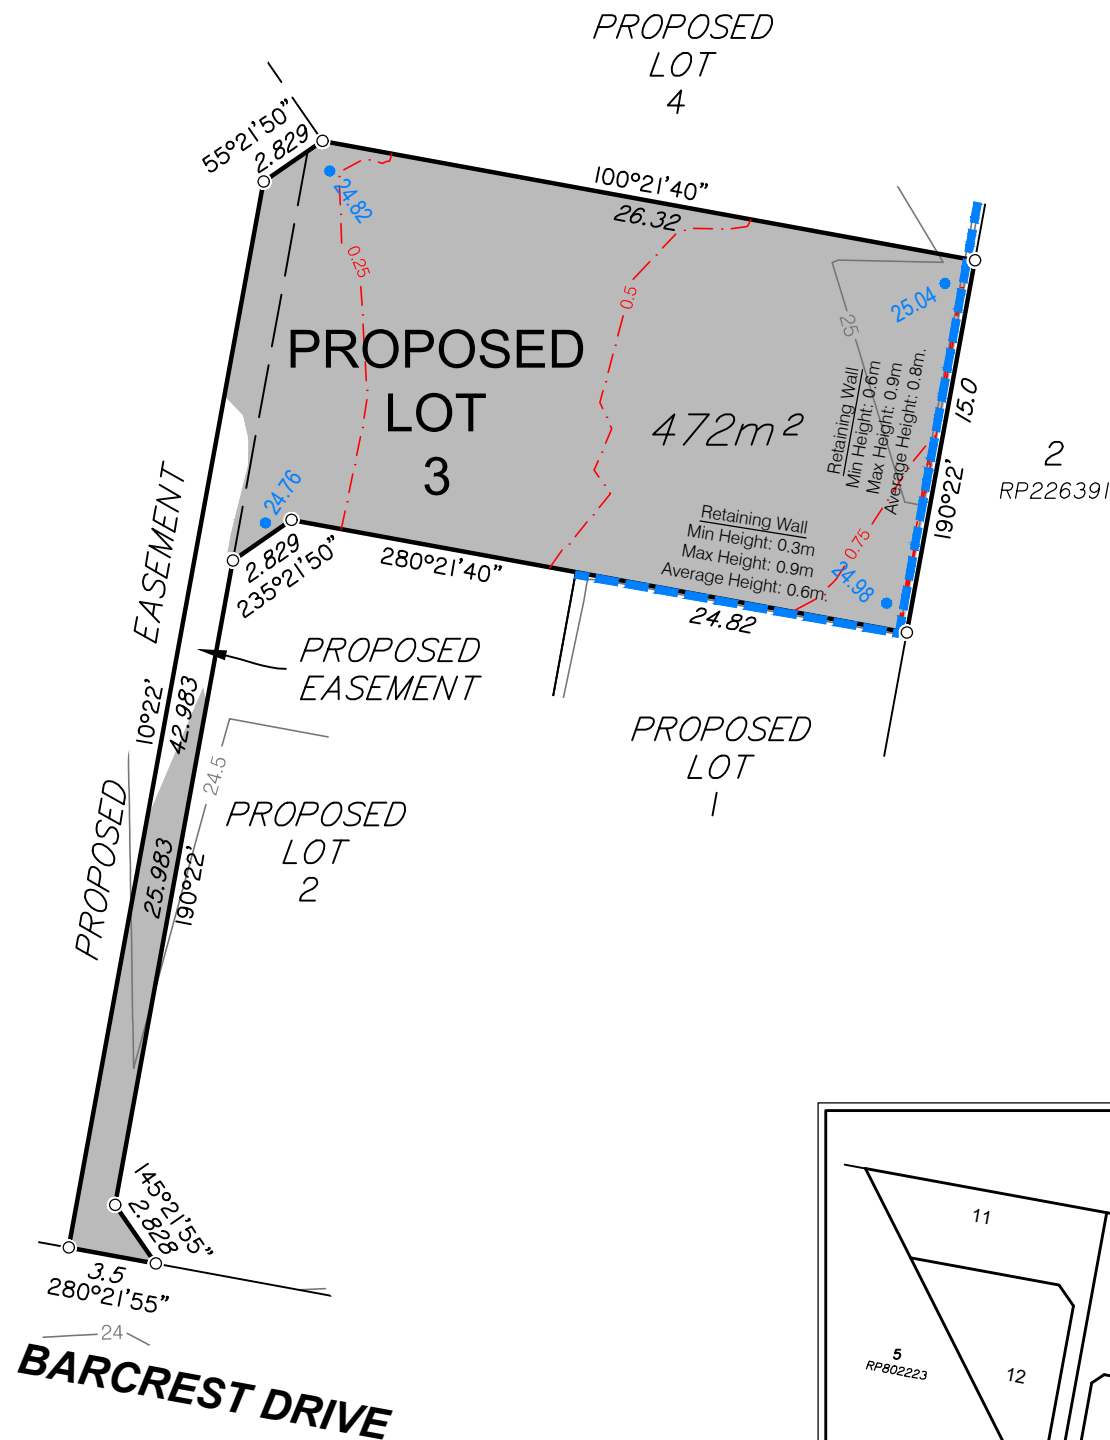 PROPOSED
LOT
4
55°21'50"
2.829
100°21'40"
26.32
24.82
0.25
0.5
25.04
25
PROPOSED
LOT
3
472m²
Retaining Wall
Min Height: 0.6m
Max Height: 0.9m
Average Height: 0.8m.
15.0
190°22'
2
RP226391
24.76
2.829
235°21'50"
280°21'40"
Retaining Wall
Min Height: 0.3m
Max Height: 0.9m
Average Height: 0.6m.
0.75
24.98
24.82
PROPOSED
EASEMENT
PROPOSED
EASEMENT
10°22'
42.983
24.5
PROPOSED
LOT
1
PROPOSED
LOT
2
25.983
190°22'
145°21'55"
2.828
3.5
280°21'55"
24
BARCREST DRIVE
11
5
RP802223
12